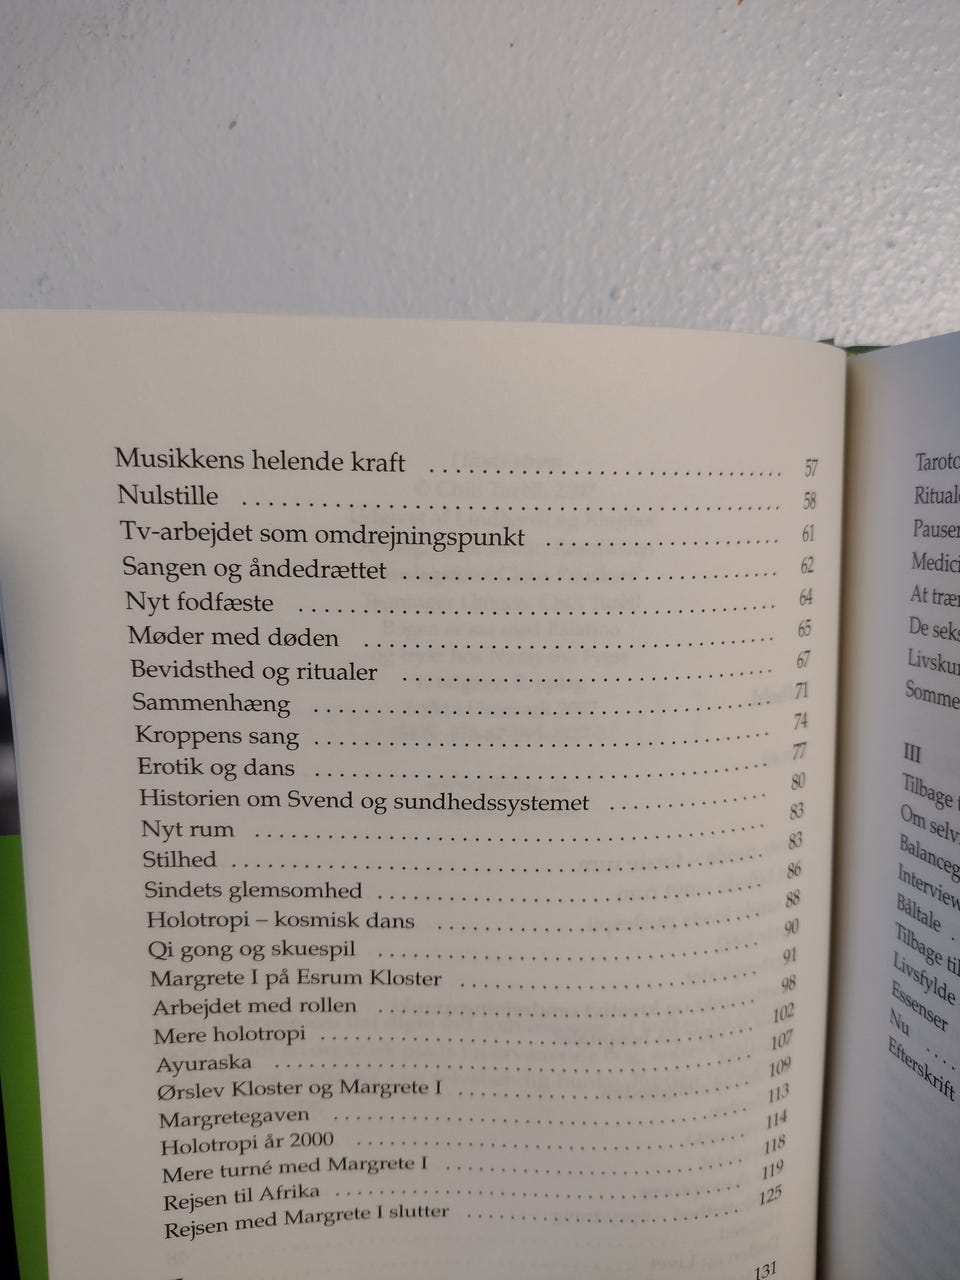 Musikkens helende kraft ..... 57
Nulstille ..... 58
Tv-arbejdet som omdrejningspunkt ..... 61
Sangen og åndedrættet ..... 62
Nyt fodfæste ..... 64
Møder med døden ..... 65
Bevidsthed og ritualer ..... 67
Sammenhæng ..... 71
Kroppens sang ..... 74
Erotik og dans ..... 77
Historien om Svend og sundhedssystemet ..... 80
Nyt rum ..... 83
Stilhed ..... 83
Sindets glemsomhed ..... 86
Holotropi – kosmisk dans ..... 88
Qi gong og skuespil ..... 90
Margrete I på Esrum Kloster ..... 91
Arbejdet med rollen ..... 98
Mere holotropi ..... 102
Ayuraska ..... 107
Ørslev Kloster og Margrete I ..... 109
Margretegaven ..... 113
Holotropi år 2000 ..... 114
Mere turné med Margrete I ..... 118
Rejsen til Afrika ..... 119
Rejsen med Margrete I slutter ..... 125
131
Taroto
Rituale
Pausen
Medici
At træn
De seks
Livskun
Somme
III
Tilbage t
Om selv
Balanceg
Interview
Båltale .
Tilbage til
Livsfylde
Essenser
Nu ....
Efterskrift